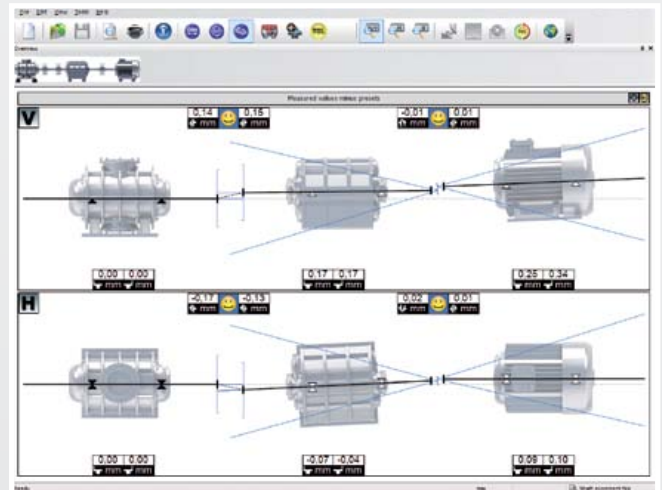 Overview
Measured values minus presets
V
0,14 0,15 -0,01 0,01
mm mm mm mm
0,00 0,00 0,17 0,17 0,25 0,34
mm mm mm mm mm mm
H
-0,17 -0,13 0,02 0,01
mm mm mm mm
0,00 0,00 -0,07 -0,04 0,09 0,10
mm mm mm mm mm mm
Ready